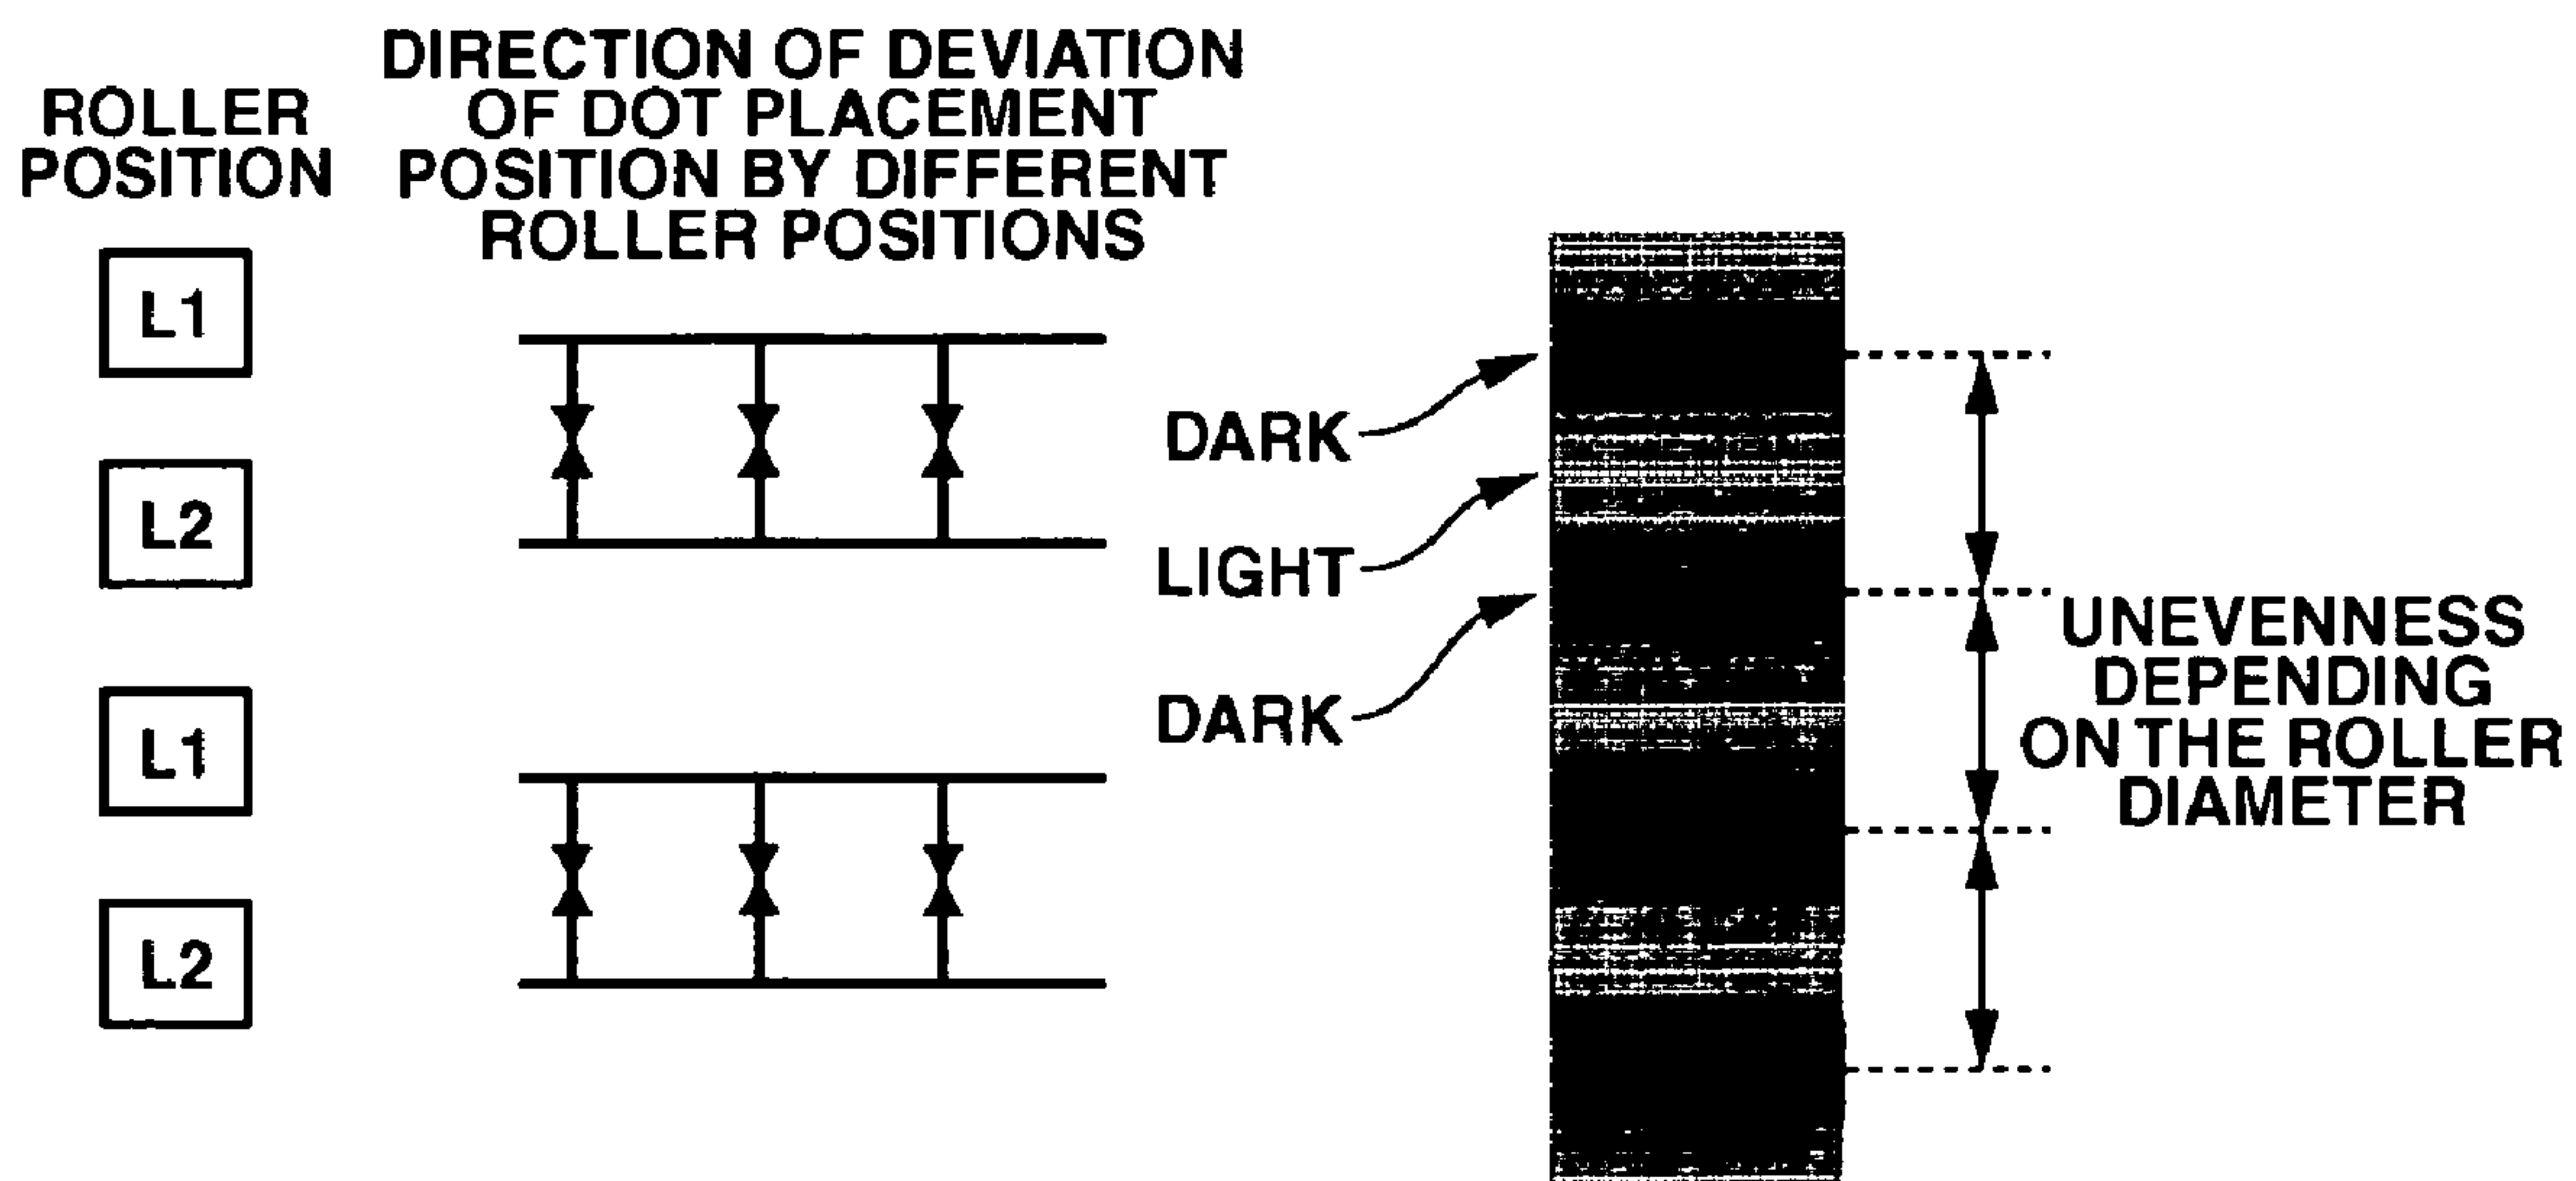 ROLLER
POSITION
DIRECTION OF DEVIATION
OF DOT PLACEMENT
POSITION BY DIFFERENT
ROLLER POSITIONS
L1
L2
L1
L2
DARK
LIGHT
DARK
UNEVENNESS
DEPENDING
ON THE ROLLER
DIAMETER